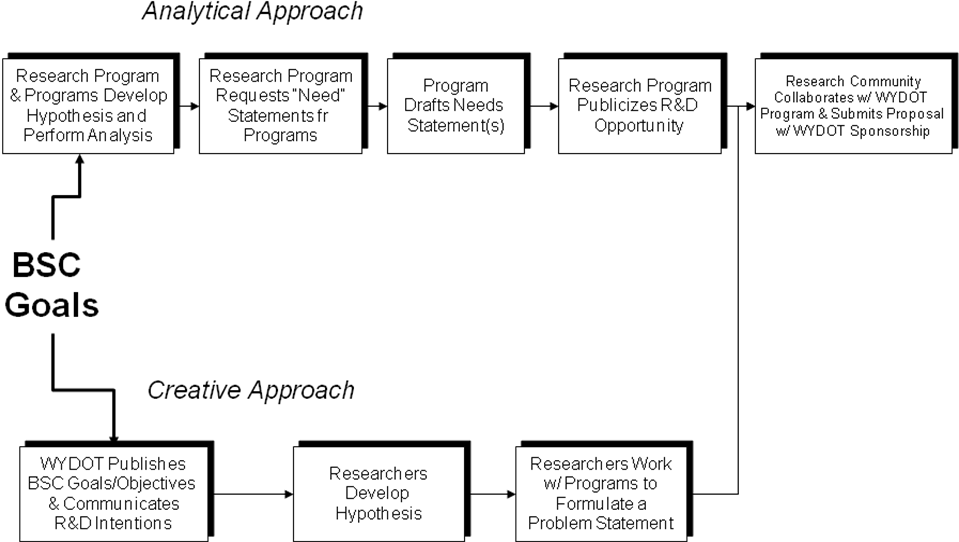 Analytical Approach
Research Program
& Programs Develop
Hypothesis and
Perform Analysis
Research Program
Requests "Need"
Statements fr
Programs
Program
Drafts Needs
Statement(s)
Research Program
Publicizes R&D
Opportunity
Research Community
Collaborates w/ WYDOT
Program & Submits Proposal
w/ WYDOT Sponsorship
BSC
Goals
Creative Approach
WYDOT Publishes
BSC Goals/Objectives
& Communicates
R&D Intentions
Researchers
Develop
Hypothesis
Researchers Work
w/ Programs to
Formulate a
Problem Statement